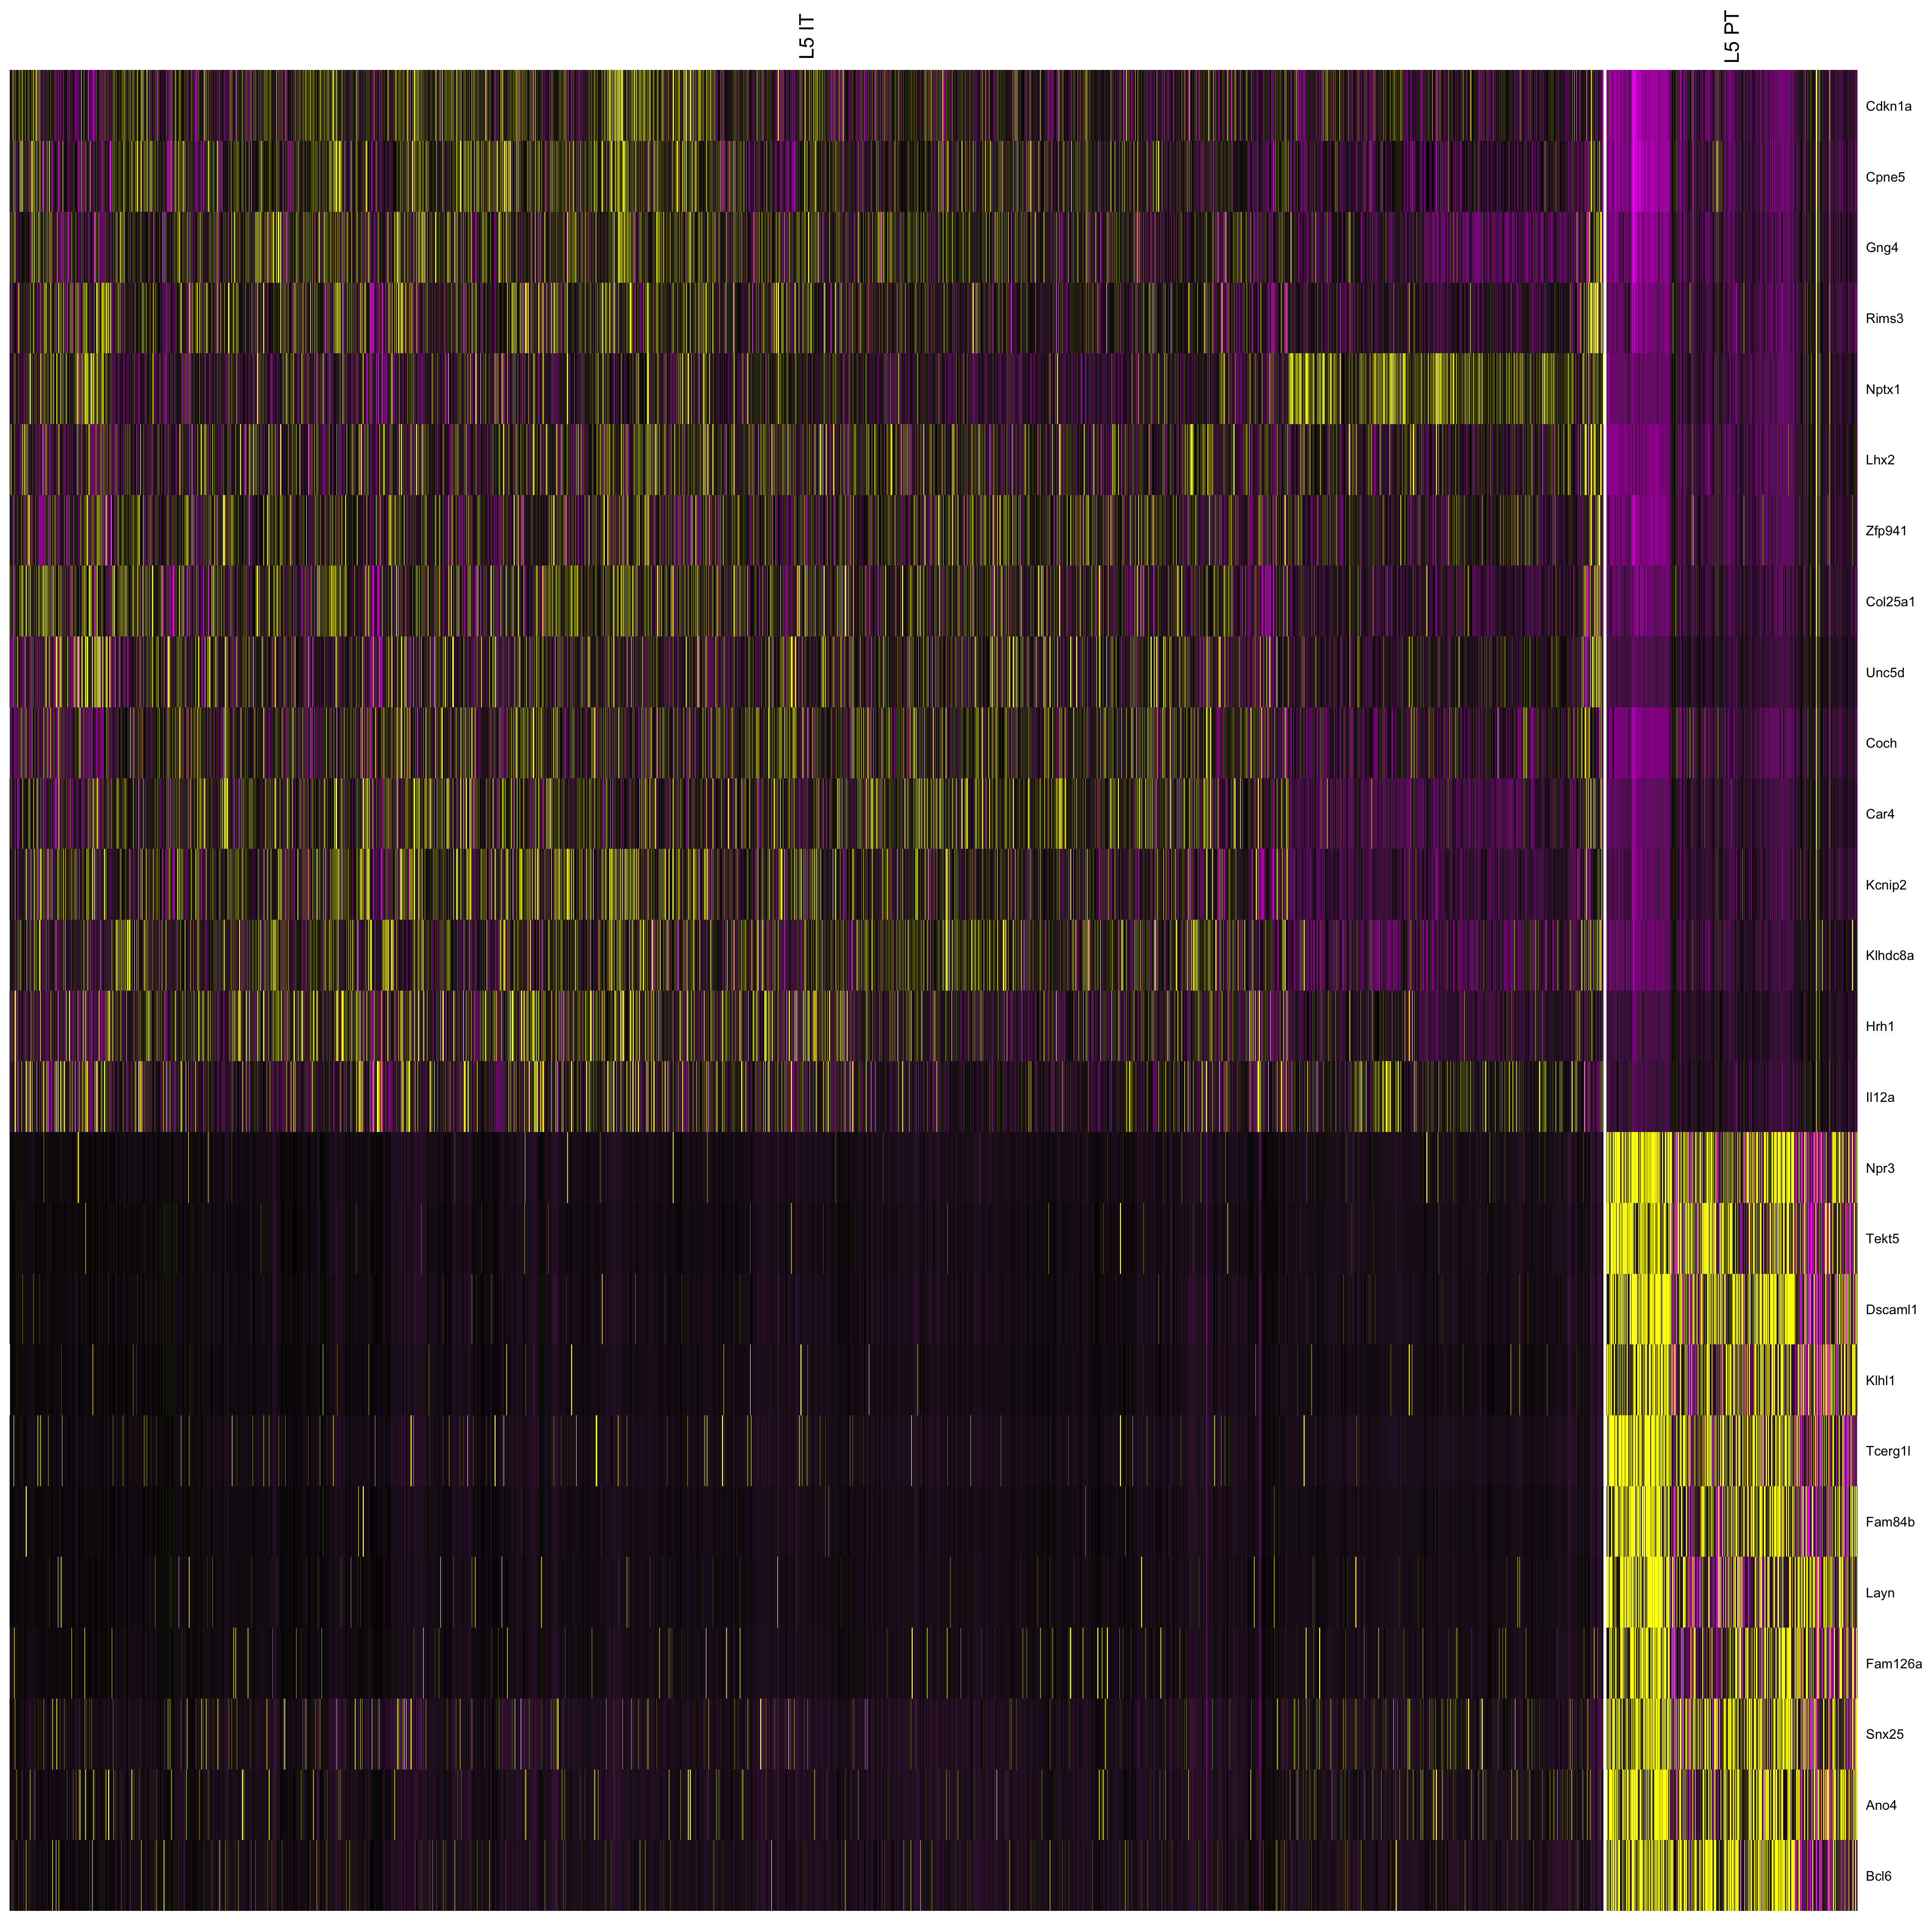 L5 IT
L5 PT
Cdkn1a
Cpne5
Gng4
Rims3
Nptx1
Lhx2
Zfp941
Col25a1
Unc5d
Coch
Car4
Kcnip2
Klhdc8a
Hrh1
Il12a
Npr3
Tekt5
Dscaml1
Klhl1
Tcerg1l
Fam84b
Layn
Fam126a
Snx25
Ano4
Bcl6